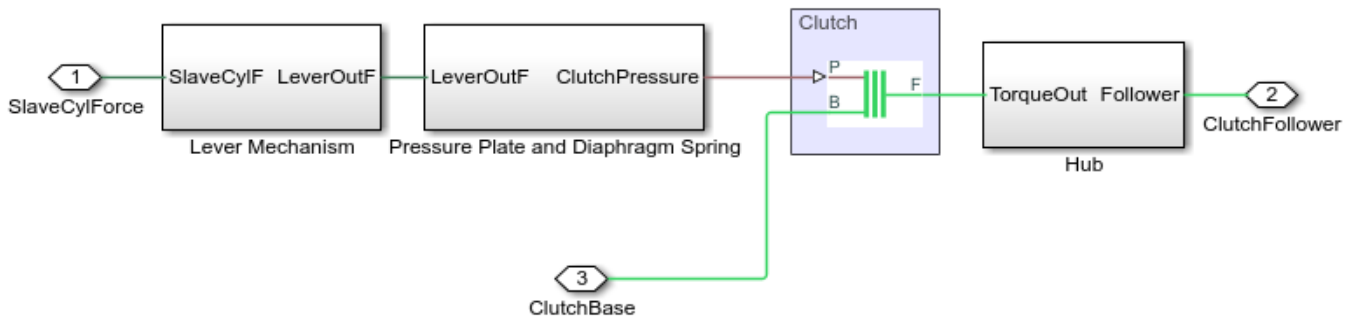 Clutch
1
SlaveCylForce
SlaveCylF LeverOutF
Lever Mechanism
LeverOutF ClutchPressure
Pressure Plate and Diaphragm Spring
P
B
F
TorqueOut Follower
Hub
2
ClutchFollower
3
ClutchBase